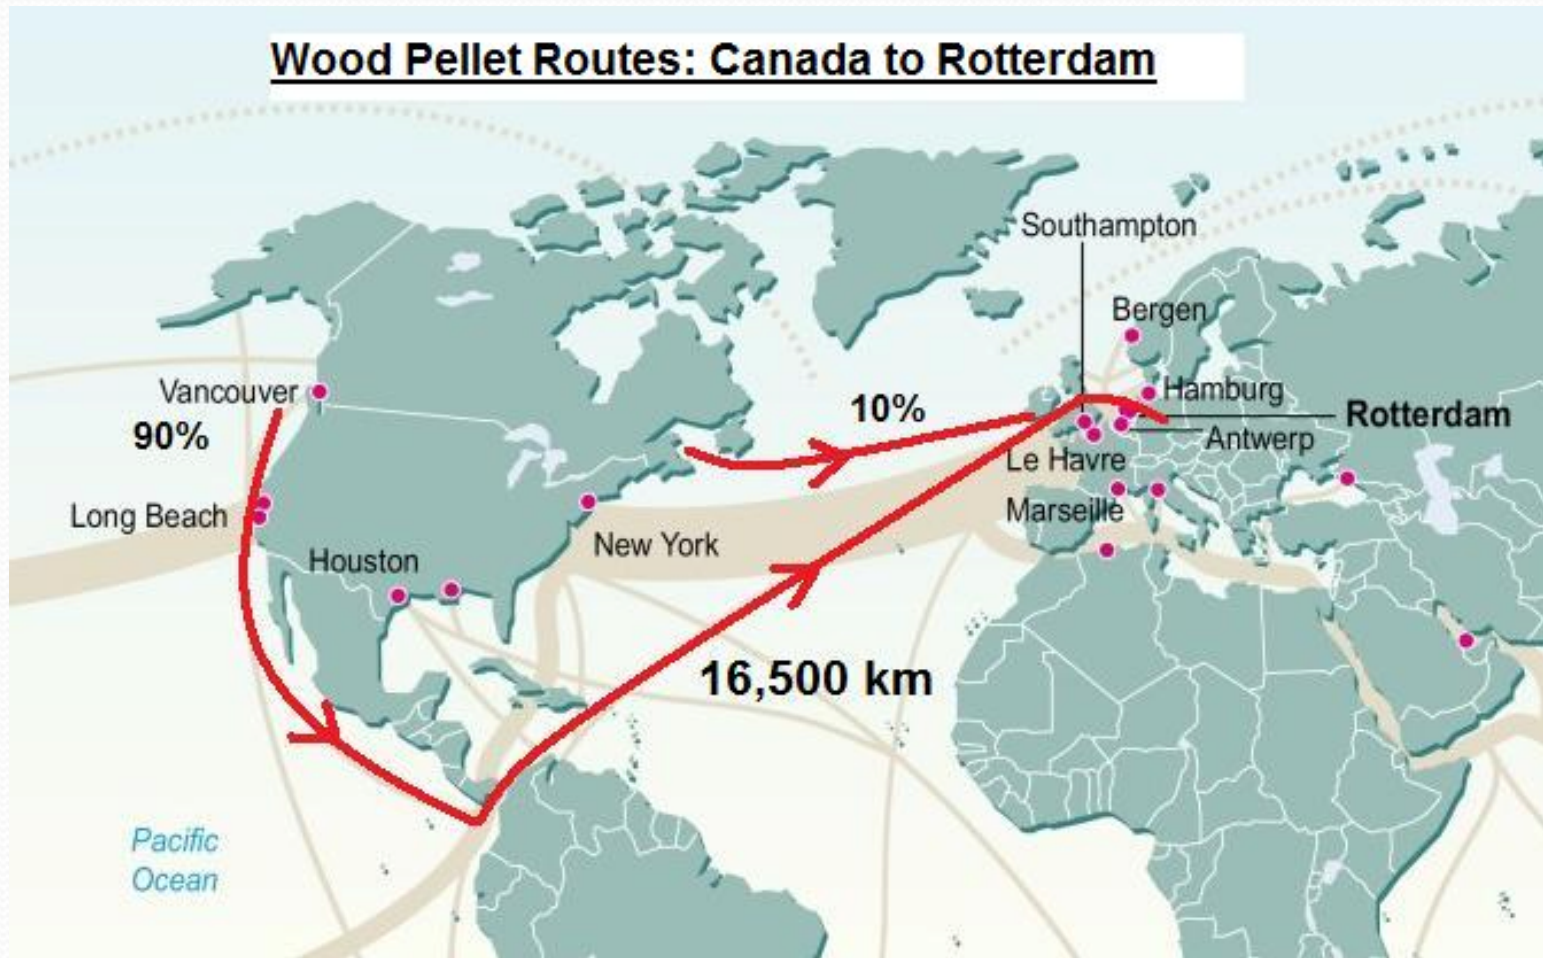 Wood Pellet Routes: Canada to Rotterdam
Southampton
Bergen
Vancouver
90%
10%
Hamburg
Rotterdam
Antwerp
Le Havre
Long Beach
Marseille
New York
Houston
16,500 km
Pacific
Ocean